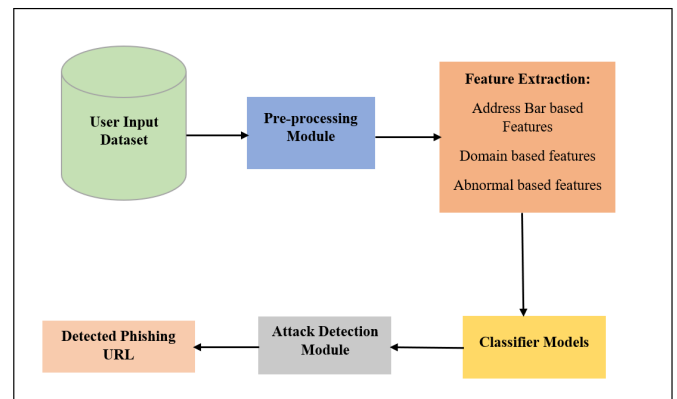 User Input
Dataset
Pre-processing
Module
Feature Extraction:
Address Bar based
Features
Domain based features
Abnormal based features
Detected Phishing
URL
Attack Detection
Module
Classifier Models